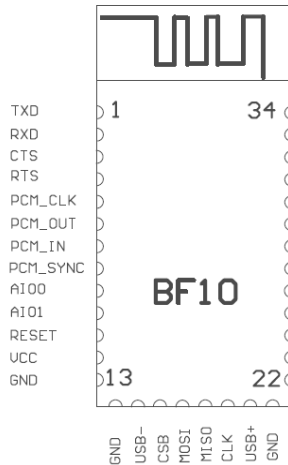 1 34
TXD
RXD
CTS
RTS
PCM_CLK
PCM_OUT
PCM_IN
PCM_SYNC
AIO0
AIO1
RESET
VCC
GND
BF10
13 22
GND
USB-
CSB
MOSI
MISO
CLK
USB+
GND